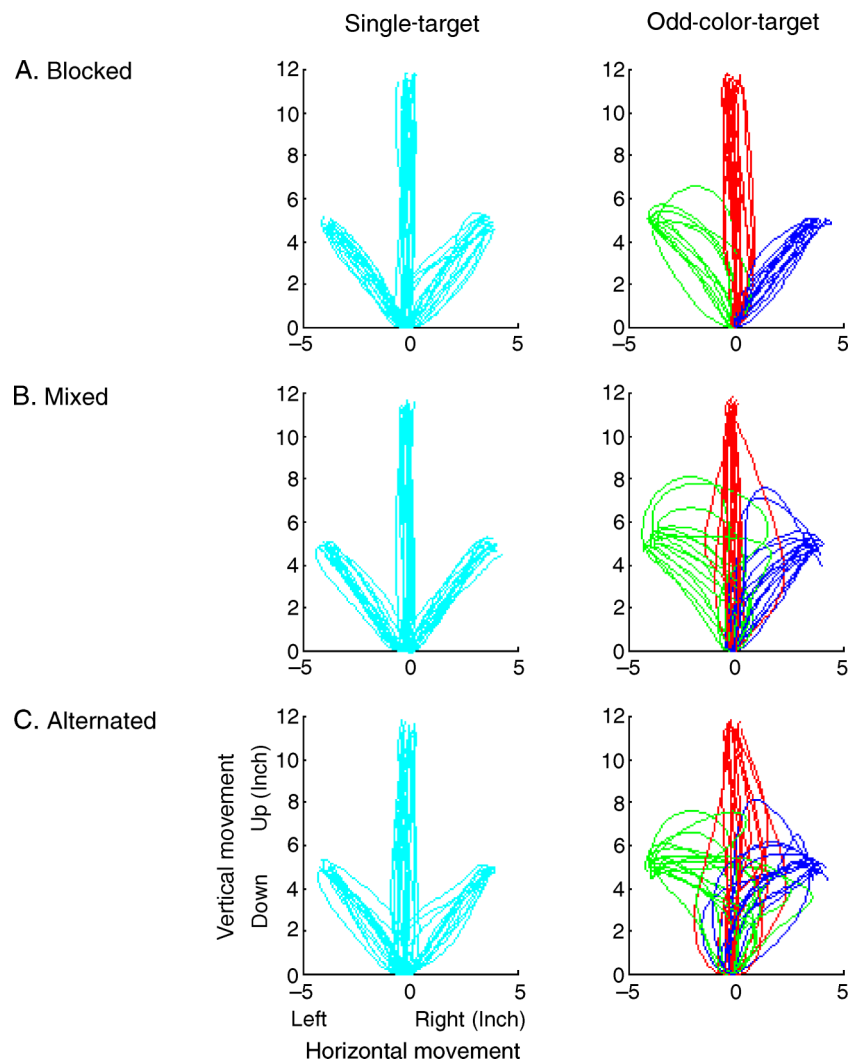 Single-target Odd-color-target
A. Blocked
12 12
10 10
8 8
6 6
4 4
2 2
0 0
–5 0 5 –5 0 5
B. Mixed
12 12
10 10
8 8
6 6
4 4
2 2
0 0
–5 0 5 –5 0 5
C. Alternated
12 12
10 10
8 8
6 6
4 4
2 2
0 0
Vertical movement
Down Up (Inch)
–5 0 5 –5 0 5
Left Right (Inch)
Horizontal movement